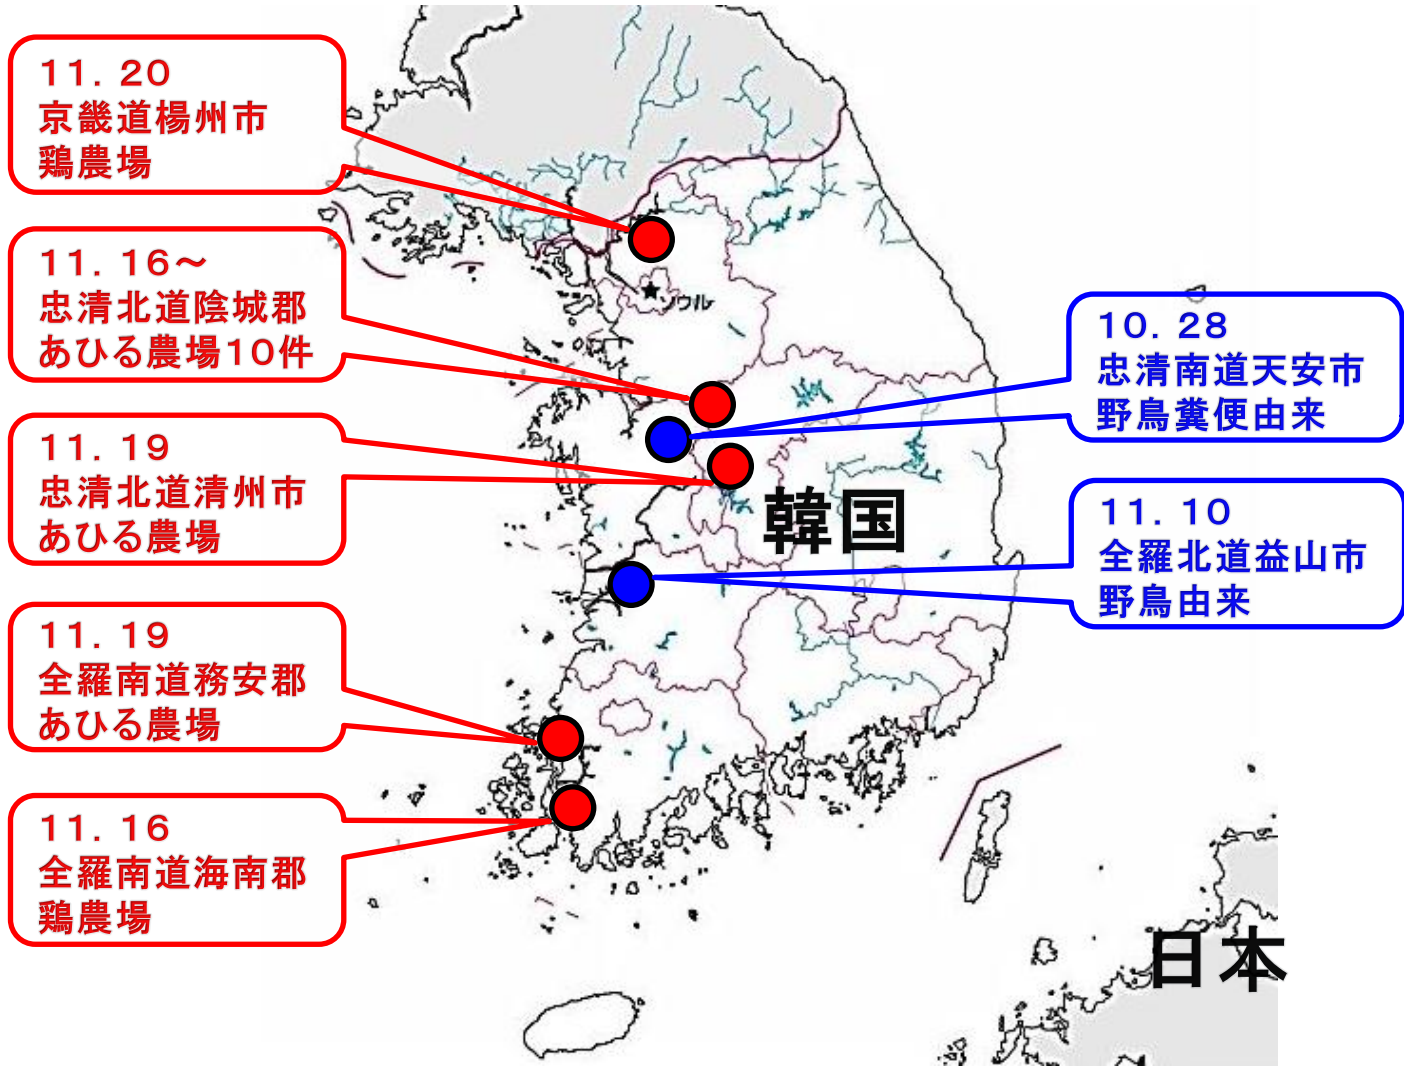 11. 20
京畿道楊州市
鶏農場
11. 16～
忠清北道陰城郡
あひる農場10件
11. 19
忠清北道清州市
あひる農場
11. 19
全羅南道務安郡
あひる農場
11. 16
全羅南道海南郡
鶏農場
ソウル
韓国
10. 28
忠清南道天安市
野鳥糞便由来
11. 10
全羅北道益山市
野鳥由来
日本